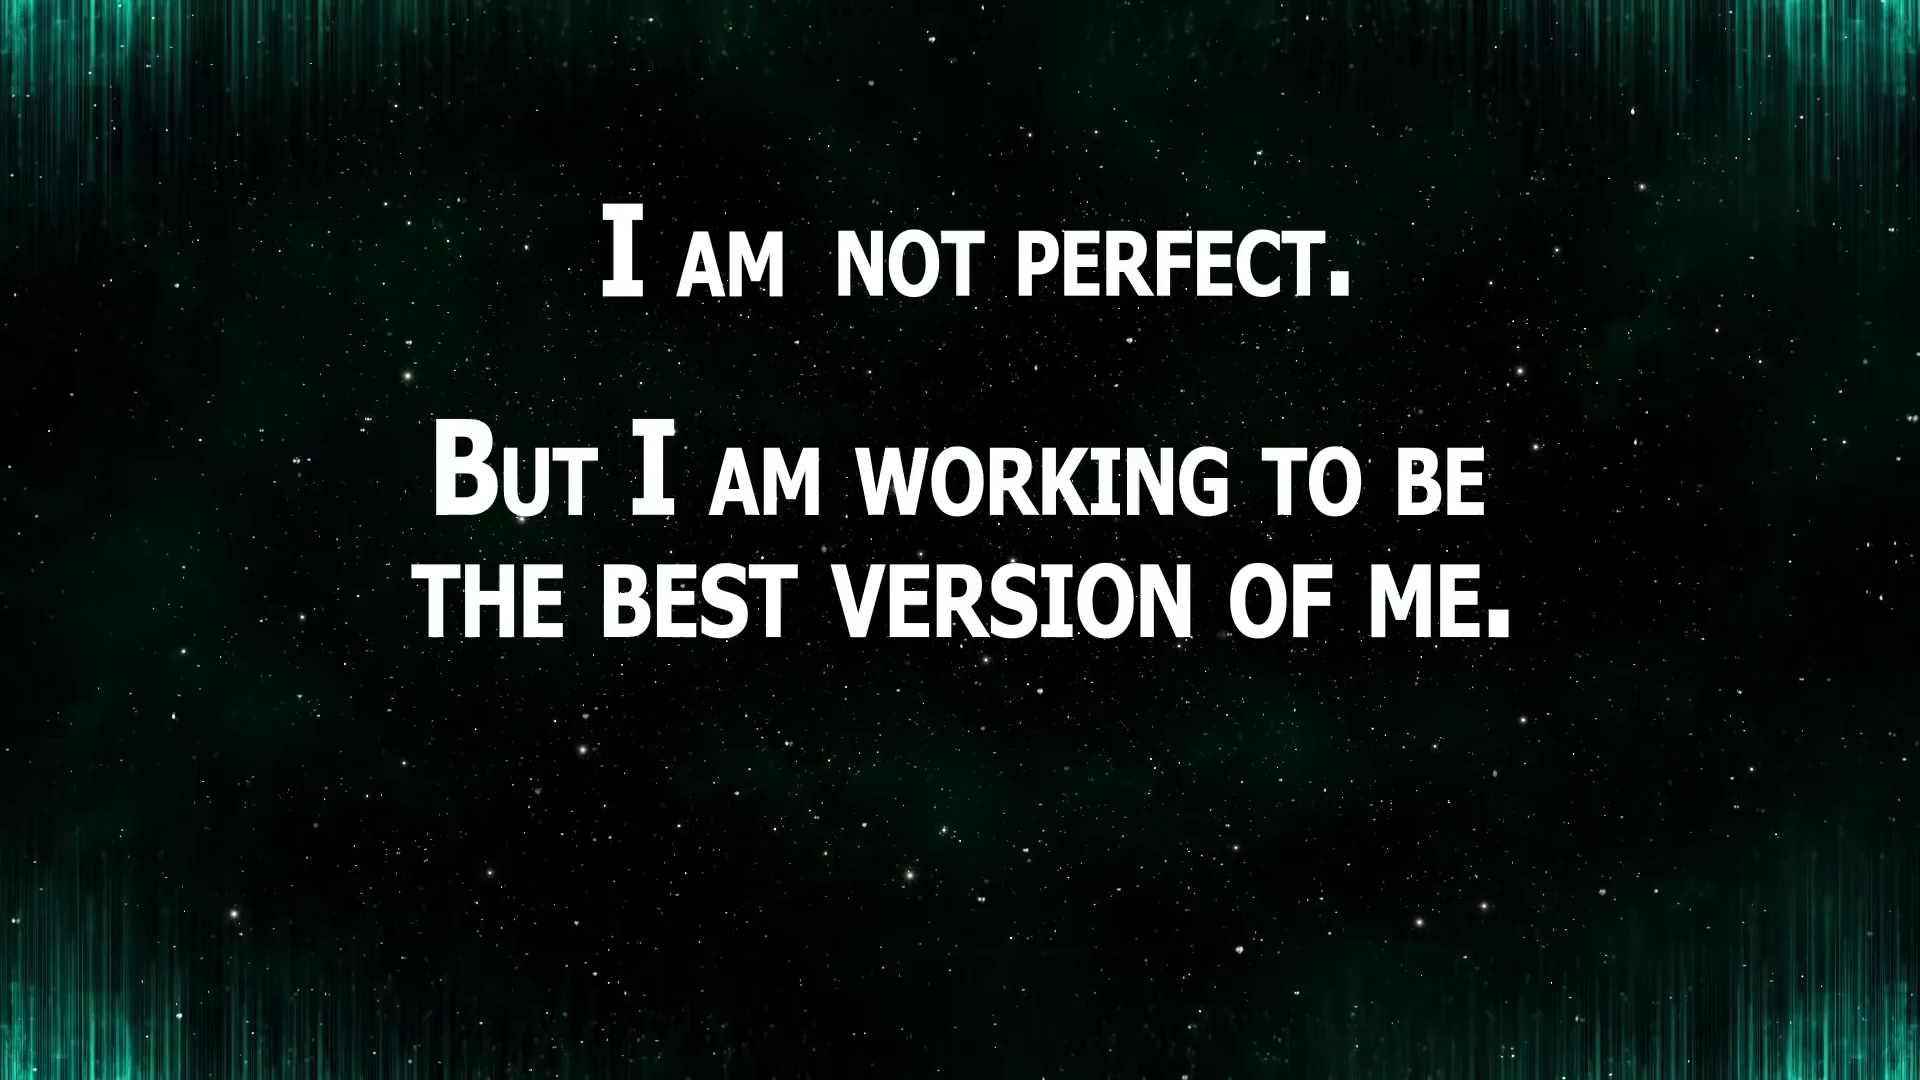 I am not perfect.
But I am working to be
the best version of me.